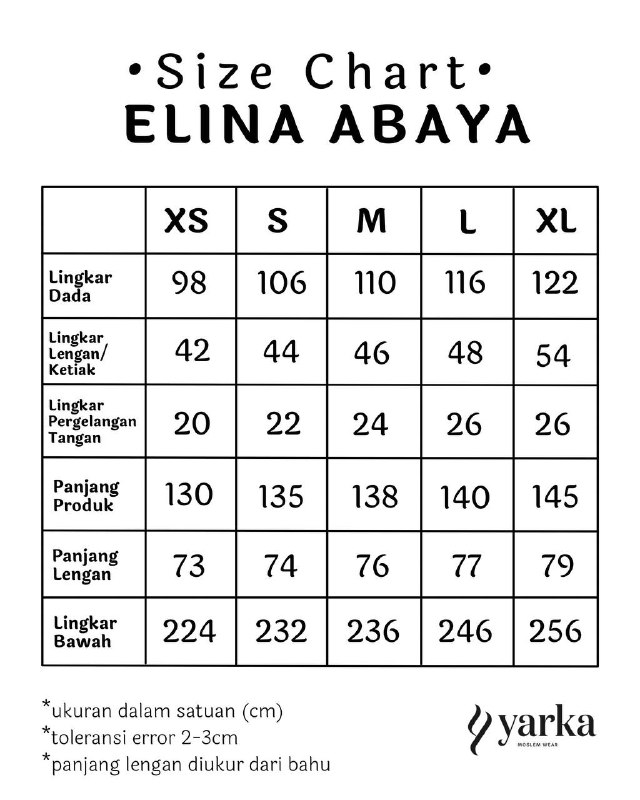 •Size Chart•
ELINA ABAYA
XS S M L XL
Lingkar Dada 98 106 110 116 122
Lingkar Lengan/ Ketiak 42 44 46 48 54
Lingkar Pergelangan Tangan 20 22 24 26 26
Panjang Produk 130 135 138 140 145
Panjang Lengan 73 74 76 77 79
Lingkar Bawah 224 232 236 246 256
*ukuran dalam satuan (cm)
*toleransi error 2-3cm
*panjang lengan diukur dari bahu
yarka
MOSLEM WEAR